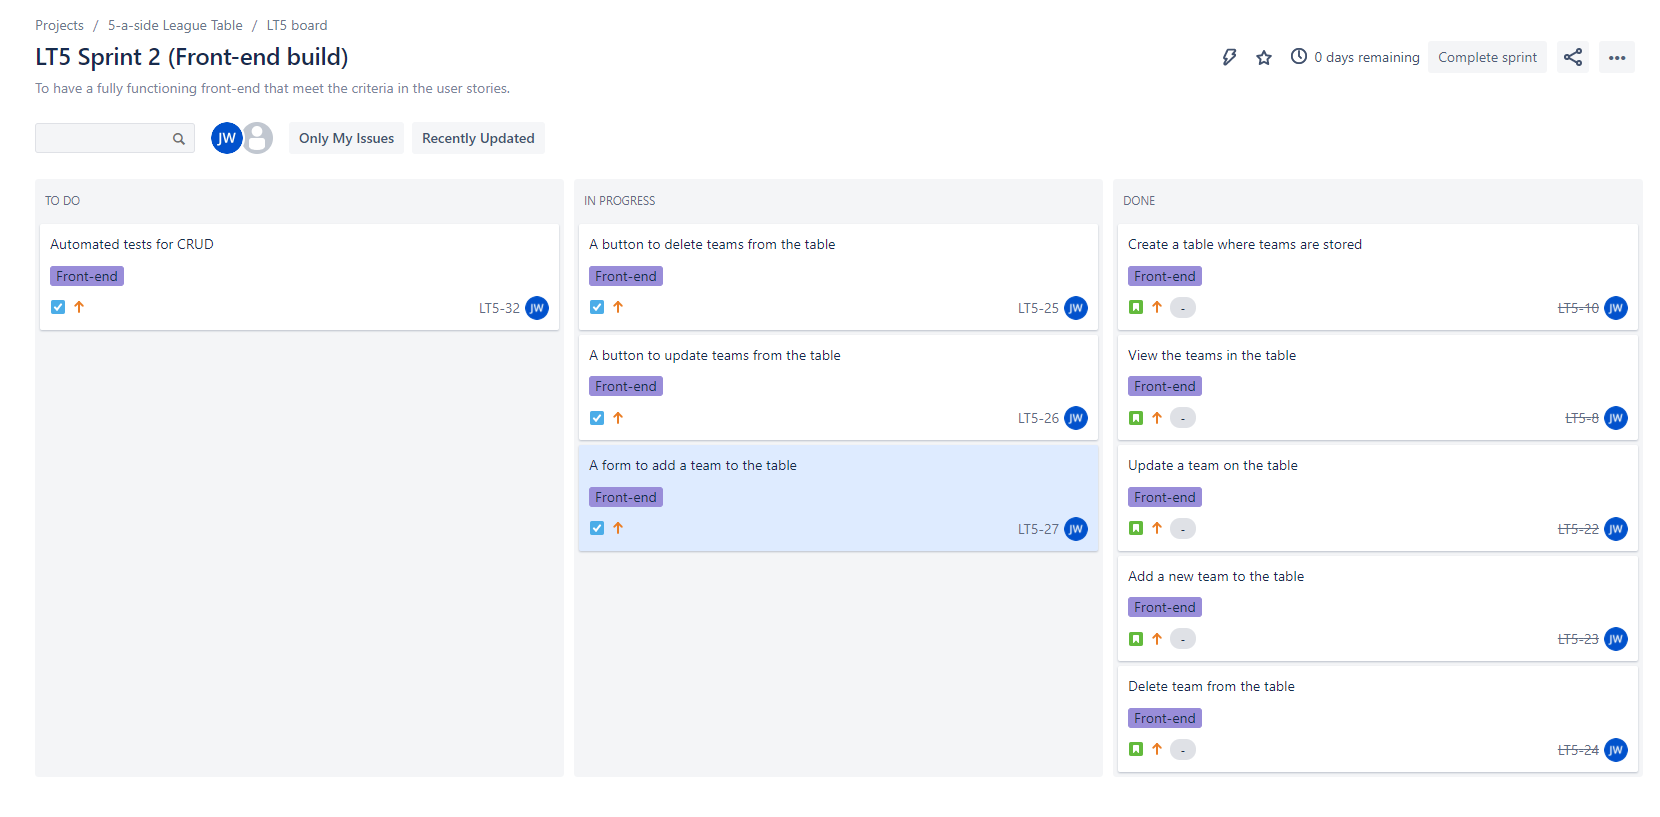 Projects / 5-a-side League Table / LT5 board
LT5 Sprint 2 (Front-end build)
0 days remaining
Complete sprint
To have a fully functioning front-end that meet the criteria in the user stories.
JW
Only My Issues
Recently Updated
TO DO
Automated tests for CRUD
Front-end
LT5-32 JW
IN PROGRESS
A button to delete teams from the table
Front-end
LT5-25 JW
A button to update teams from the table
Front-end
LT5-26 JW
A form to add a team to the table
Front-end
LT5-27 JW
DONE
Create a table where teams are stored
Front-end
- LT5-10 JW
View the teams in the table
Front-end
- LT5-8 JW
Update a team on the table
Front-end
- LT5-22 JW
Add a new team to the table
Front-end
- LT5-23 JW
Delete team from the table
Front-end
- LT5-24 JW